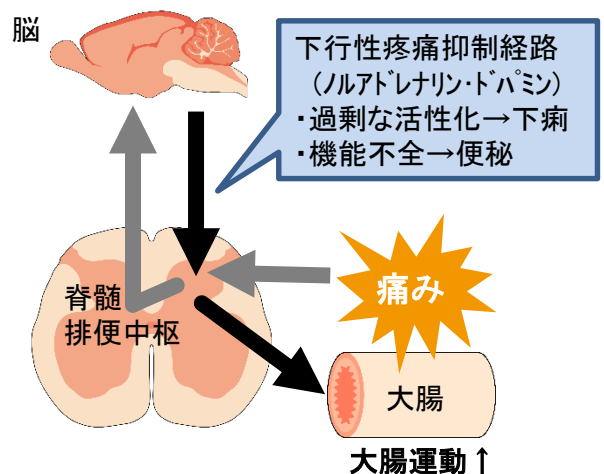 脳
下行性疼痛抑制経路
（ﾉﾙｱﾄﾞﾚﾅﾘﾝ･ﾄﾞﾊﾟﾐﾝ）
・過剰な活性化→下痢
・機能不全→便秘
脊髄
排便中枢
痛み
大腸
大腸運動↑